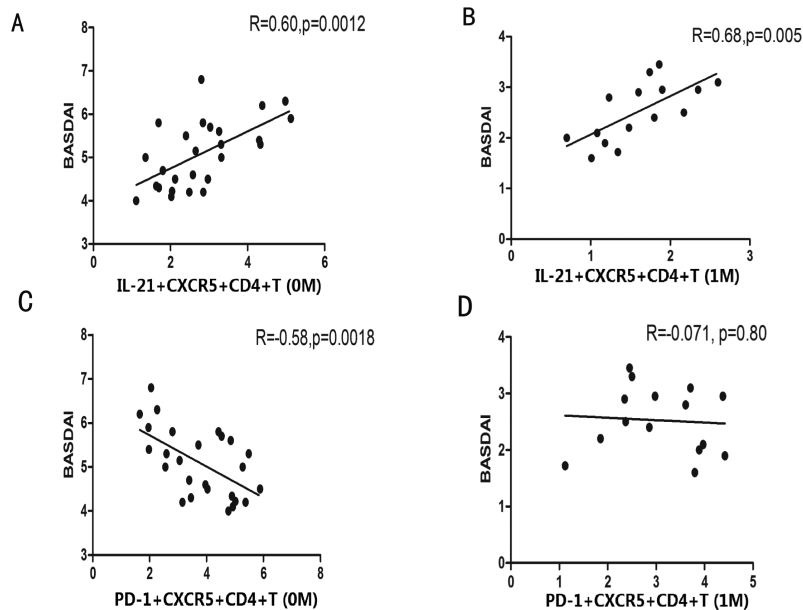 A
R=0.60,p=0.0012
BASDAI
8
7
6
5
4
3
0 2 4 6
IL-21+CXCR5+CD4+T (0M)
B
R=0.68,p=0.005
BASDAI
4
3
2
1
0
0 1 2 3
IL-21+CXCR5+CD4+T (1M)
C
R=-0.58,p=0.0018
BASDAI
8
7
6
5
4
3
0 2 4 6 8
PD-1+CXCR5+CD4+T (0M)
D
R=-0.071, p=0.80
BASDAI
4
3
2
1
0
0 1 2 3 4 5
PD-1+CXCR5+CD4+T (1M)